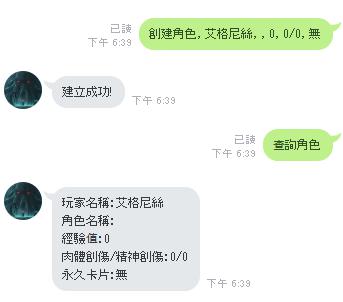 已讀
下午 6:39
創建角色,艾格尼絲,,0,0/0,無
建立成功!
下午 6:39
已讀
下午 6:39
查詢角色
玩家名稱:艾格尼絲
角色名稱:
經驗值:0
肉體創傷/精神創傷:0/0
永久卡片:無
下午 6:39